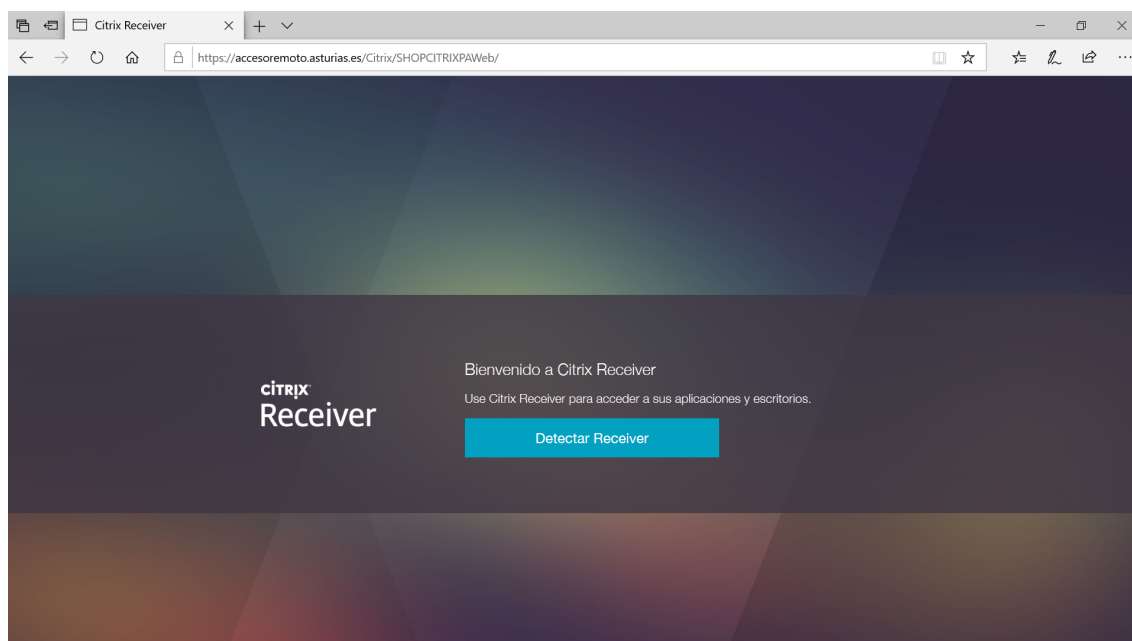 Citrix Receiver
https://accesoremoto.asturias.es/Citrix/SHOPCITRIXPAWeb/
Bienvenido a Citrix Receiver
CITRIX
Receiver
Use Citrix Receiver para acceder a sus aplicaciones y escritorios.
Detectar Receiver